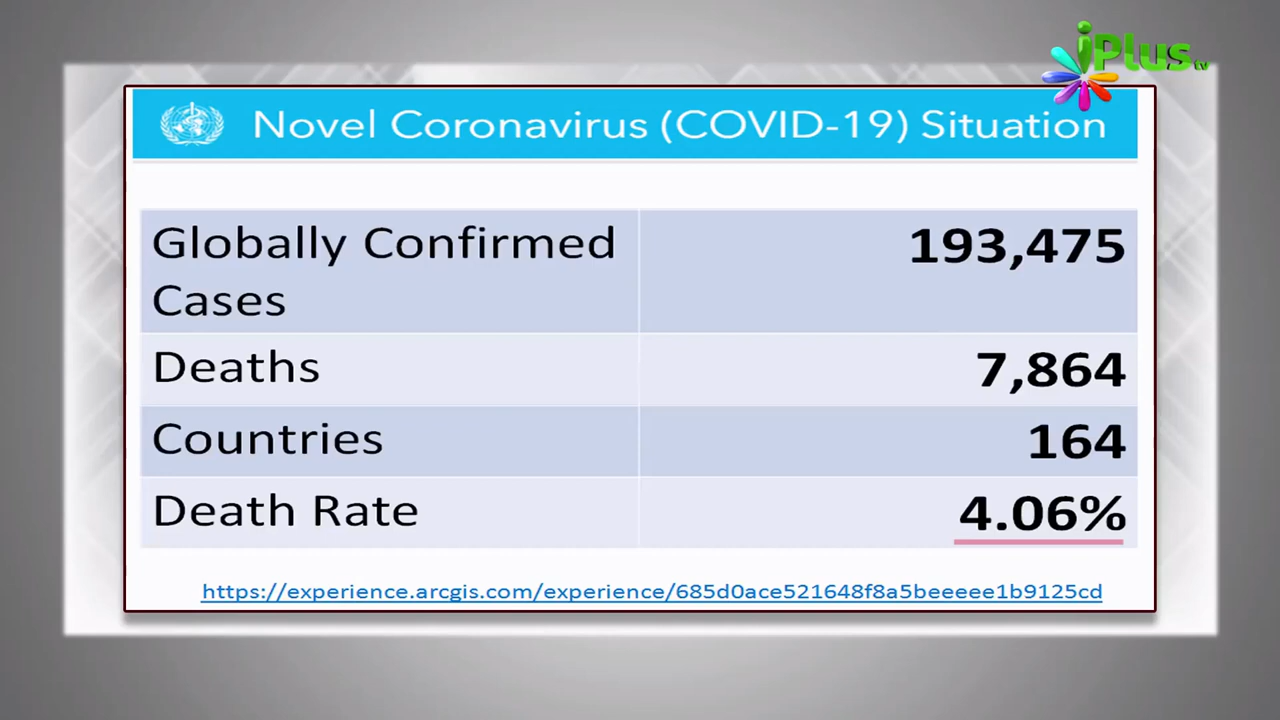 iPlus tv
Novel Coronavirus (COVID-19) Situation
Globally Confirmed 193,475
Cases
Deaths 7,864
Countries 164
Death Rate 4.06%
https://experience.arcgis.com/experience/685d0ace521648f8a5beeeee1b9125cd